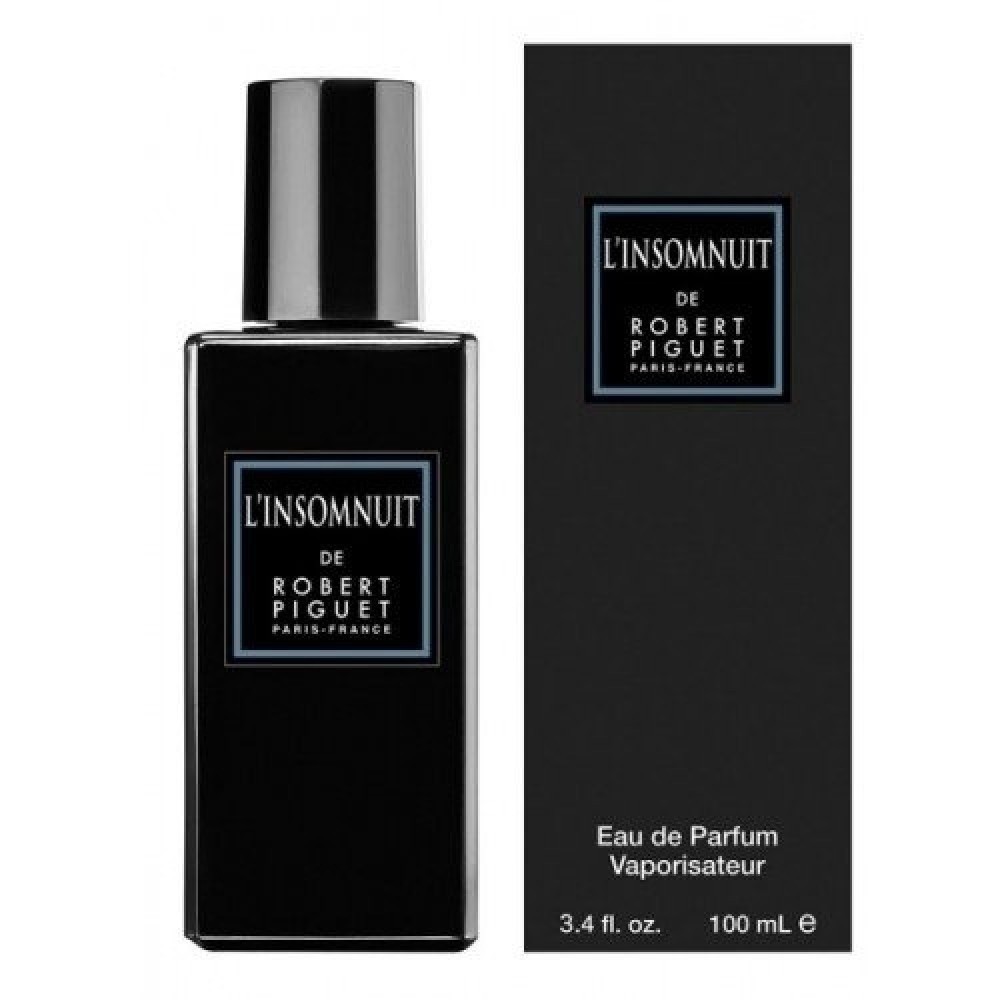 L'INSOMNUIT
DE
ROBERT
PIGUET
PARIS-FRANCE
L'INSOMNUIT
DE
ROBERT
PIGUET
PARIS-FRANCE
Eau de Parfum
Vaporisateur
3.4 fl. oz. 100 mL e